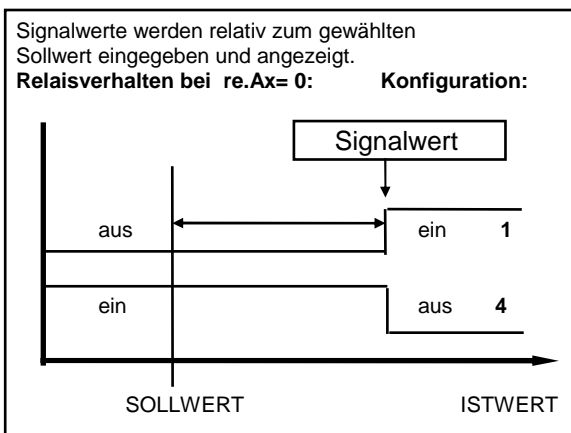 Signalwerte werden relativ zum gewählten
Sollwert eingegeben und angezeigt.
Relaisverhalten bei re.Ax= 0: Konfiguration:
Signalwert
aus ein 1
ein aus 4
SOLLWERT ISTWERT